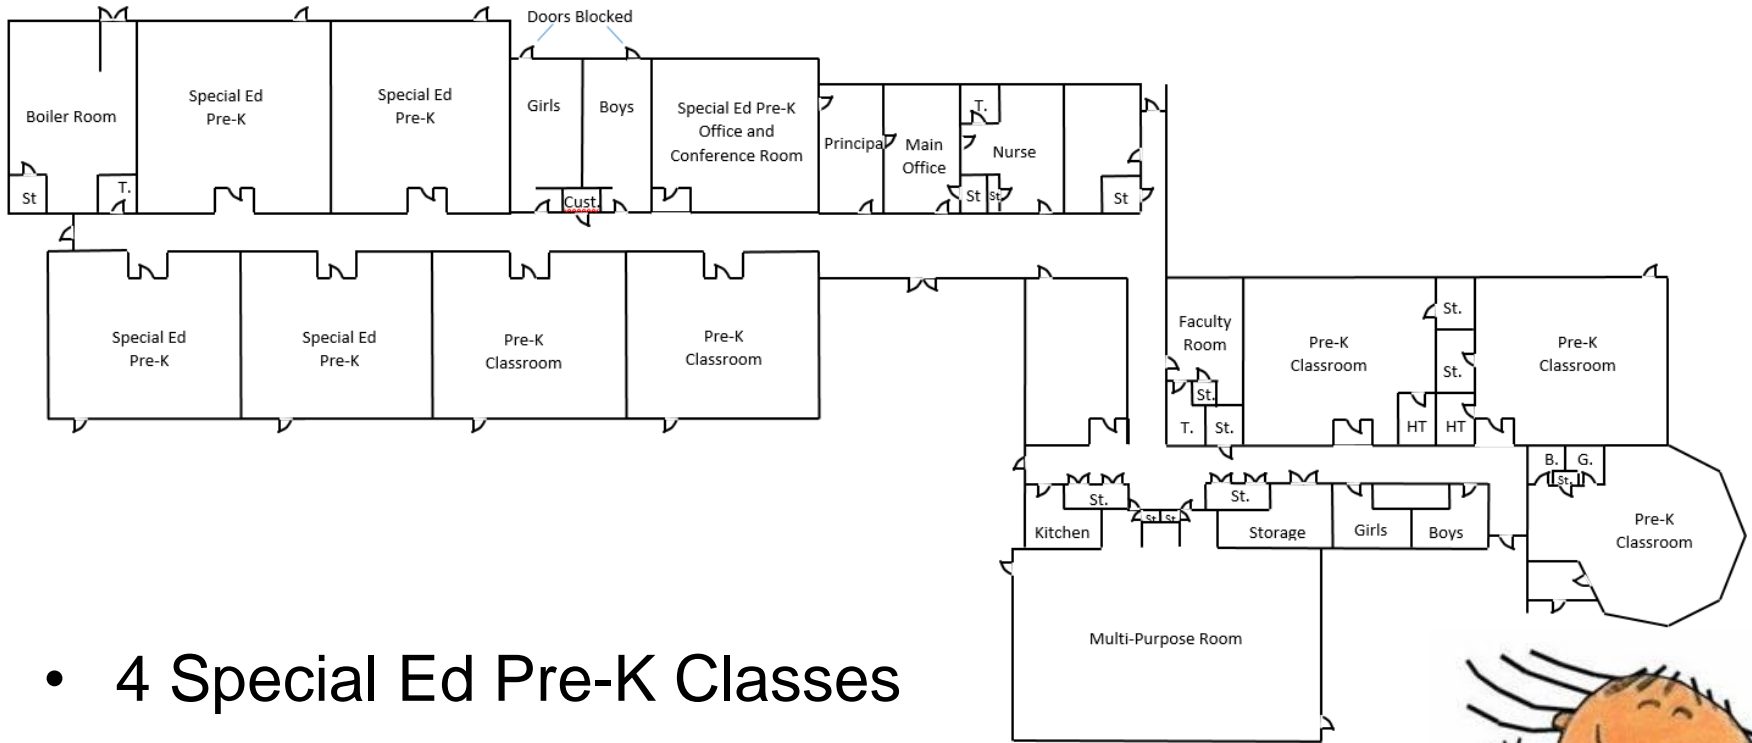 Doors Blocked
Boiler Room
St
T.
Special Ed
Pre-K
Special Ed
Pre-K
Girls
Boys
Cust.
Special Ed Pre-K
Office and
Conference Room
Principa
Main
Office
T.
Nurse
St
St
St
Special Ed
Pre-K
Special Ed
Pre-K
Pre-K
Classroom
Pre-K
Classroom
Faculty
Room
St.
T.
St.
Pre-K
Classroom
St.
St.
HT
HT
Pre-K
Classroom
B.
G.
St.
Pre-K
Classroom
St.
St.
St
St
Kitchen
Storage
Girls
Boys
Multi-Purpose Room
• 4 Special Ed Pre-K Classes